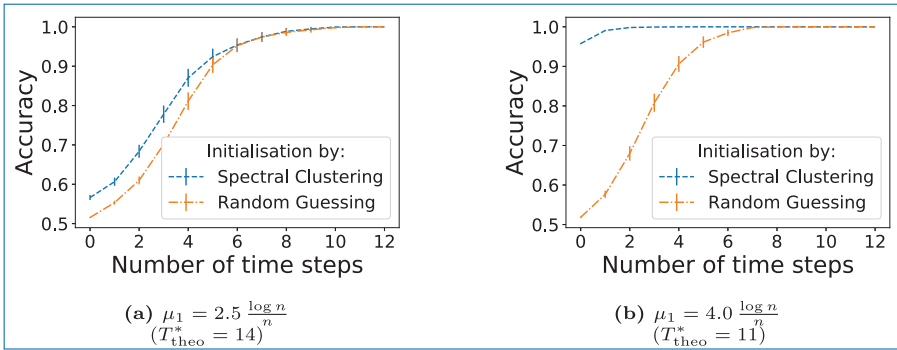 1.0
0.9
0.8
0.7
0.6
0.5
Accuracy
Initialisation by:
Spectral Clustering
Random Guessing
0 2 4 6 8 10 12
Number of time steps
(a) μ₁ = 2.5 log n / n
(T*theo = 14)
1.0
0.9
0.8
0.7
0.6
0.5
Accuracy
Initialisation by:
Spectral Clustering
Random Guessing
0 2 4 6 8 10 12
Number of time steps
(b) μ₁ = 4.0 log n / n
(T*theo = 11)